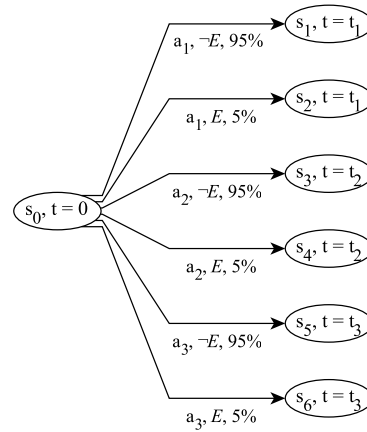 s1, t = t1
a1, ¬E, 95%
s2, t = t1
a1, E, 5%
s3, t = t2
a2, ¬E, 95%
s0, t = 0
s4, t = t2
a2, E, 5%
s5, t = t3
a3, ¬E, 95%
s6, t = t3
a3, E, 5%